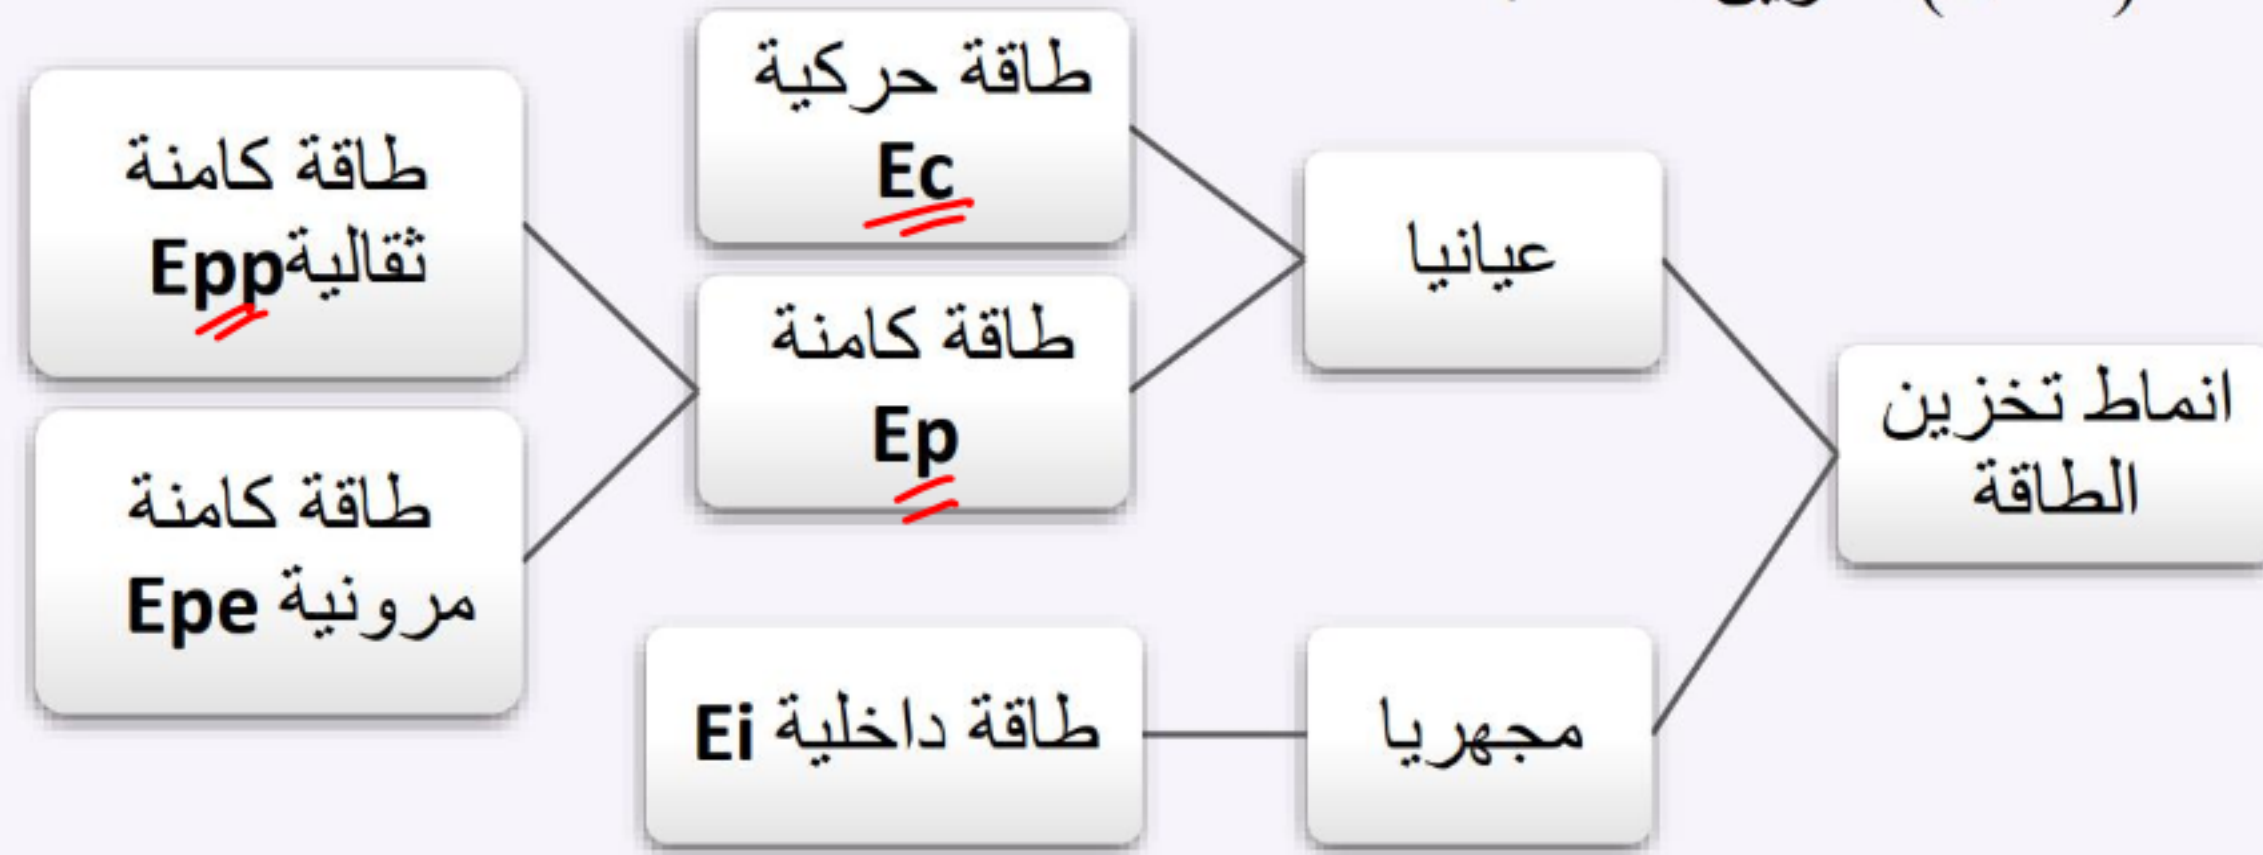 انماط تخزين
الطاقة
عيانيا
طاقة حركية
Ec
طاقة كامنة
Ep
طاقة كامنة
ثقالية Epp
طاقة كامنة
مرونية Epe
مجهريا
طاقة داخلية Ei